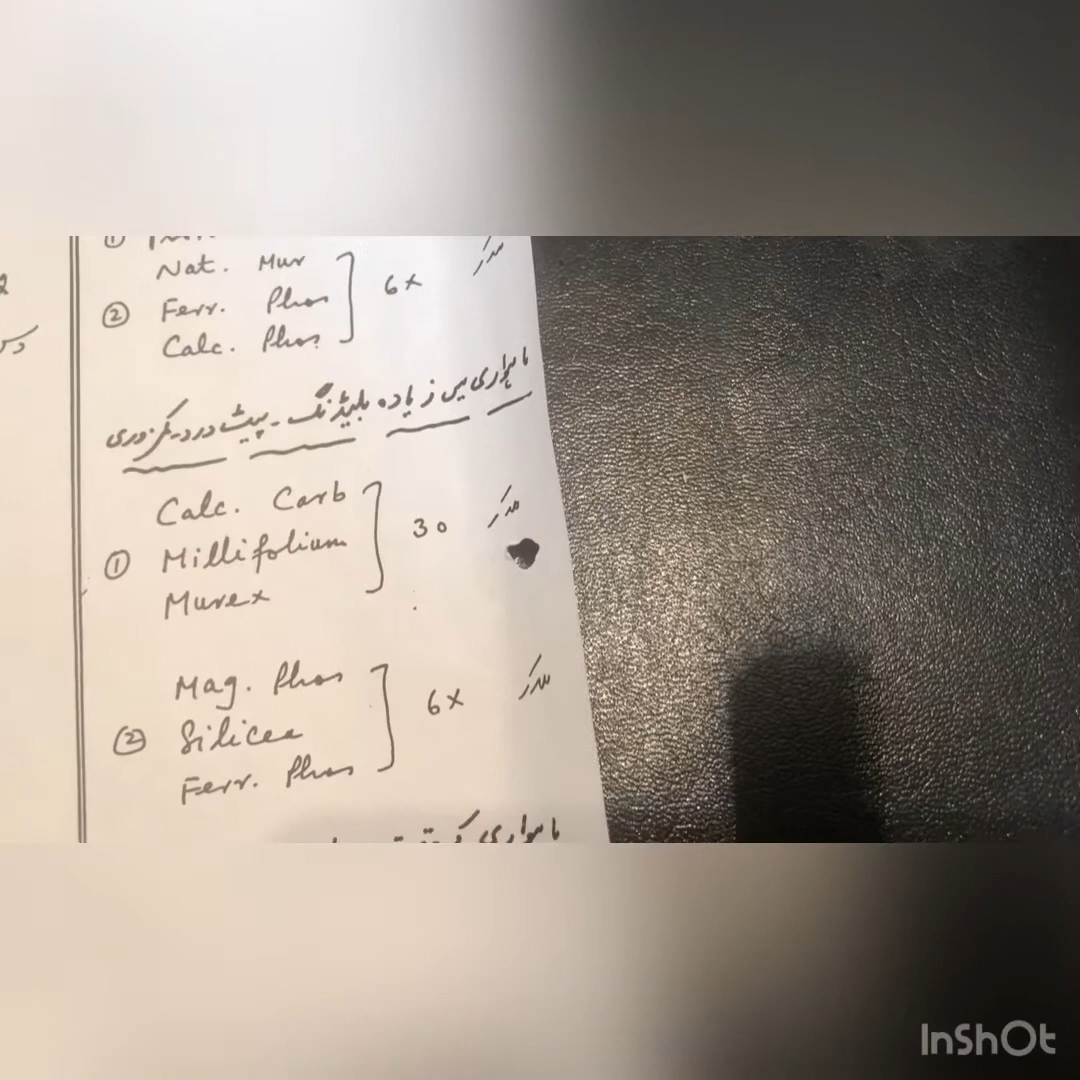 Nat. Mur
② Ferr. Phos ] 6x
Calc. Phos
ماہواری میں زیادہ بلیڈنگ - پیٹ درد - کمزوری
Calc. Carb
① Millifolium ] 30
Murex
Mag. Phos
② Silicea ] 6x
Ferr. Phos
ماہواری
InShOt